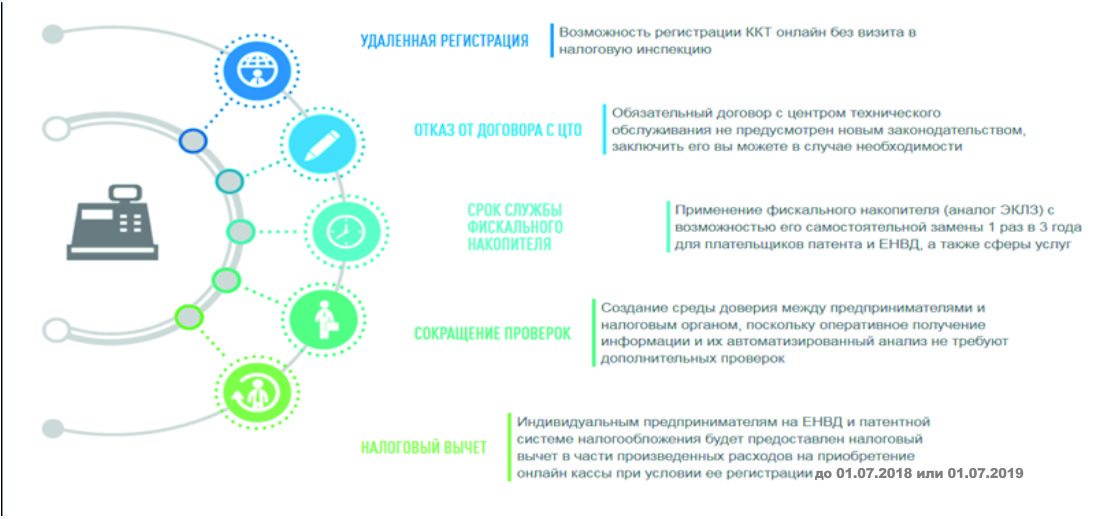 УДАЛЕННАЯ РЕГИСТРАЦИЯ
Возможность регистрации ККТ онлайн без визита в
налоговую инспекцию
ОТКАЗ ОТ ДОГОВОРА С ЦТО
Обязательный договор с центром технического
обслуживания не предусмотрен новым законодательством,
заключить его вы можете в случае необходимости
СРОК СЛУЖБЫ
ФИСКАЛЬНОГО
НАКОПИТЕЛЯ
Применение фискального накопителя (аналог ЭКЛЗ) с
возможностью его самостоятельной замены 1 раз в 3 года
для плательщиков патента и ЕНВД, а также сферы услуг
СОКРАЩЕНИЕ ПРОВЕРОК
Создание среды доверия между предпринимателями и
налоговым органом, поскольку оперативное получение
информации и их автоматизированный анализ не требуют
дополнительных проверок
НАЛОГОВЫЙ ВЫЧЕТ
Индивидуальным предпринимателям на ЕНВД и патентной
системе налогообложения будет предоставлен налоговый
вычет в части произведенных расходов на приобретение
онлайн кассы при условии ее регистрации до 01.07.2018 или 01.07.2019